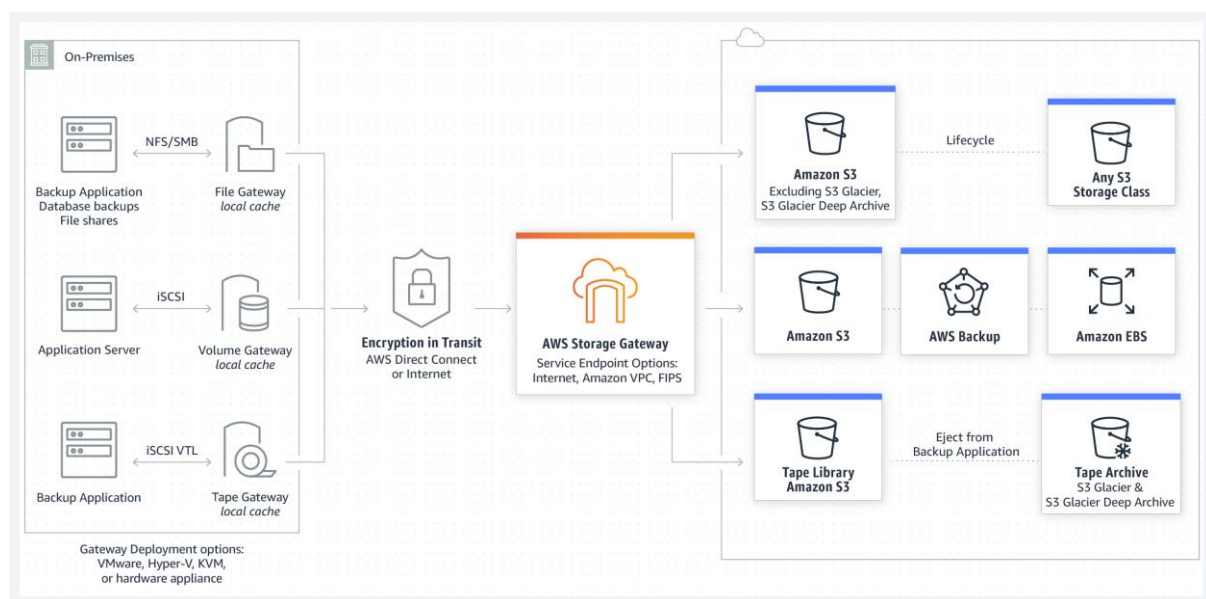 On-Premises
NFS/SMB
Backup Application
Database backups
File shares
File Gateway
local cache
iSCSI
Application Server
Volume Gateway
local cache
iSCSI VTL
Backup Application
Tape Gateway
local cache
Gateway Deployment options:
VMware, Hyper-V, KVM,
or hardware appliance
Encryption in Transit
AWS Direct Connect
or Internet
AWS Storage Gateway
Service Endpoint Options:
Internet, Amazon VPC, FIPS
Amazon S3
Excluding S3 Glacier,
S3 Glacier Deep Archive
Lifecycle
Any S3
Storage Class
Amazon S3
AWS Backup
Amazon EBS
Tape Library
Amazon S3
Eject from
Backup Application
Tape Archive
S3 Glacier &
S3 Glacier Deep Archive